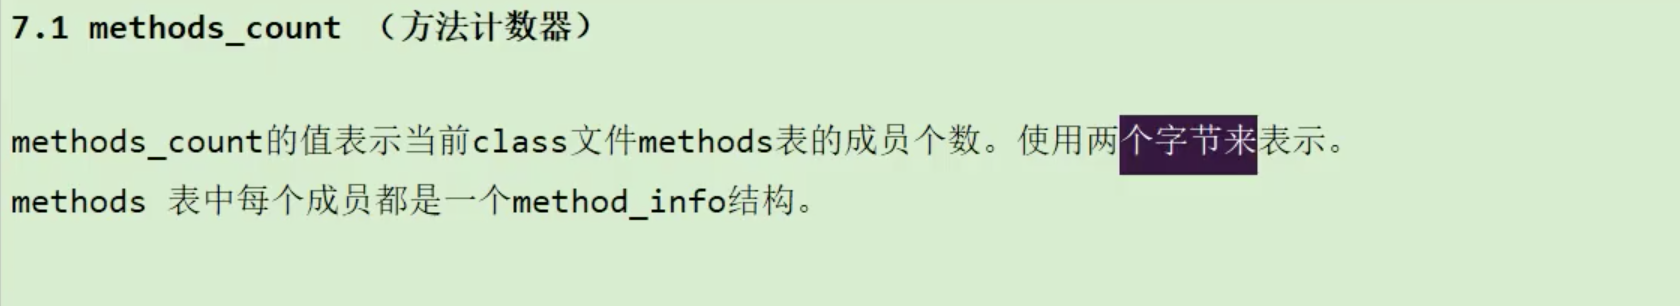 7.1 methods_count （方法计数器）
methods_count的值表示当前class文件methods表的成员个数。使用两个字节来表示。
methods 表中每个成员都是一个method_info结构。